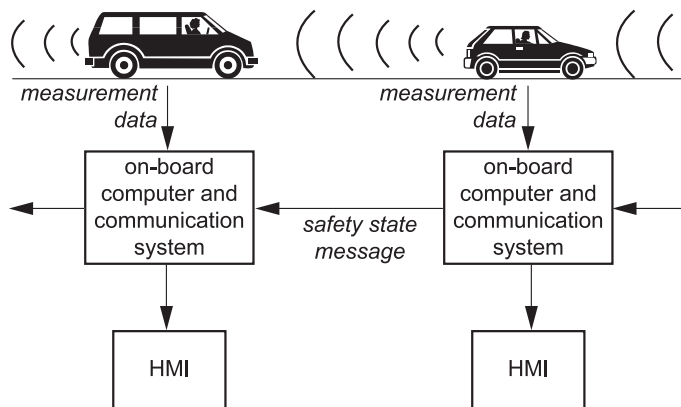 measurement
data
measurement
data
on-board
computer and
communication
system
safety state
message
on-board
computer and
communication
system
HMI
HMI